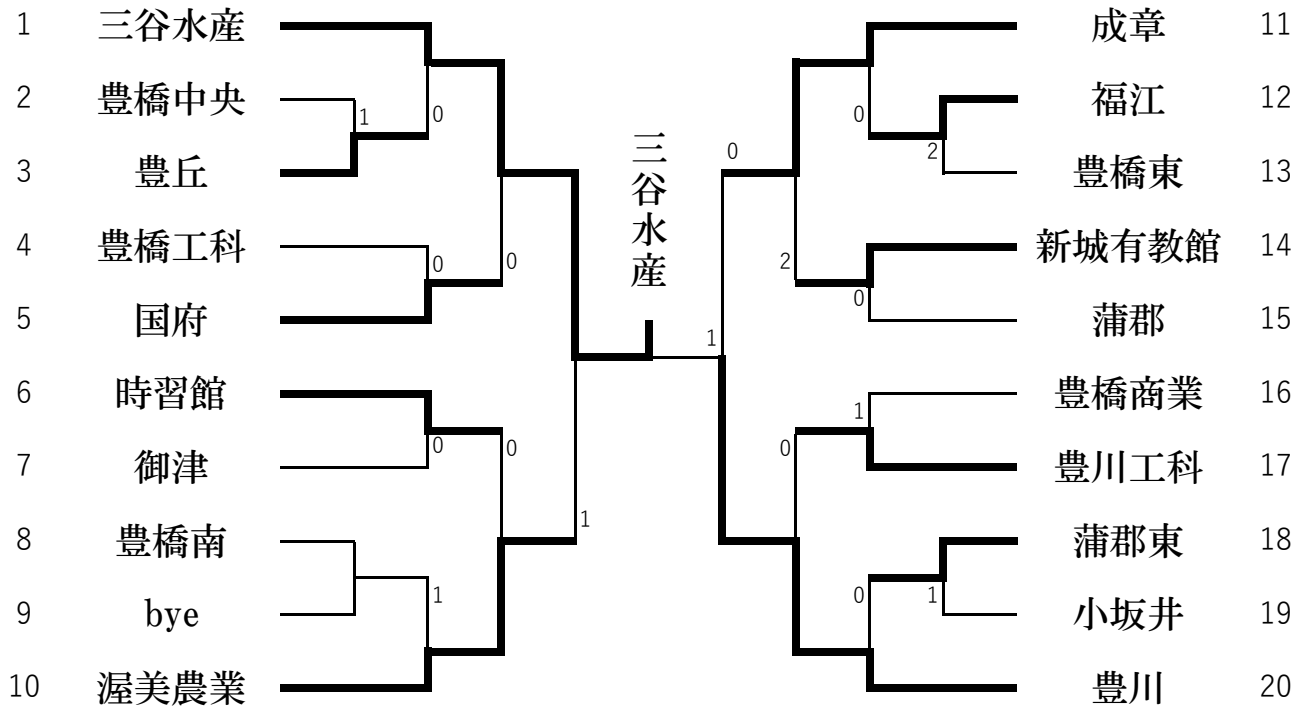 1 三谷水産
2 豊橋中央
3 豊丘
4 豊橋工科
5 国府
6 時習館
7 御津
8 豊橋南
9 bye
10 渥美農業
1
0
0
0
0
0
1
1
三谷水産
1
0
0
2
2
0
1
0
0
1
成章 11
福江 12
豊橋東 13
新城有教館 14
蒲郡 15
豊橋商業 16
豊川工科 17
蒲郡東 18
小坂井 19
豊川 20